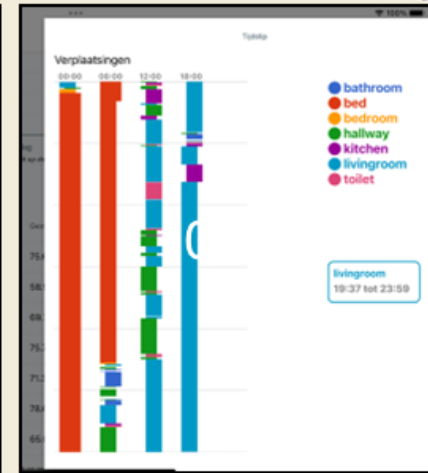 100%
Tijdstip
Verplaatsingen
00:00 06:00 12:00 18:00
bathroom
bed
bedroom
hallway
kitchen
livingroom
toilet
livingroom
19:37 tot 23:59